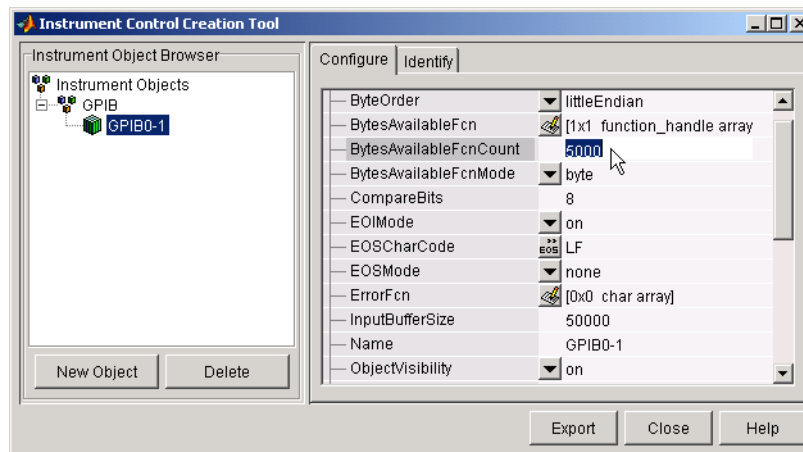 Instrument Control Creation Tool
Instrument Object Browser
Instrument Objects
GPIB
GPIB0-1
New Object
Delete
Configure
Identify
ByteOrder littleEndian
BytesAvailableFcn [1x1 function_handle array
BytesAvailableFcnCount 5000
BytesAvailableFcnMode byte
CompareBits 8
EOIMode on
EOSCharCode EOS LF
EOSMode none
ErrorFcn [0x0 char array]
InputBufferSize 50000
Name GPIB0-1
ObjectVisibility on
Export Close Help